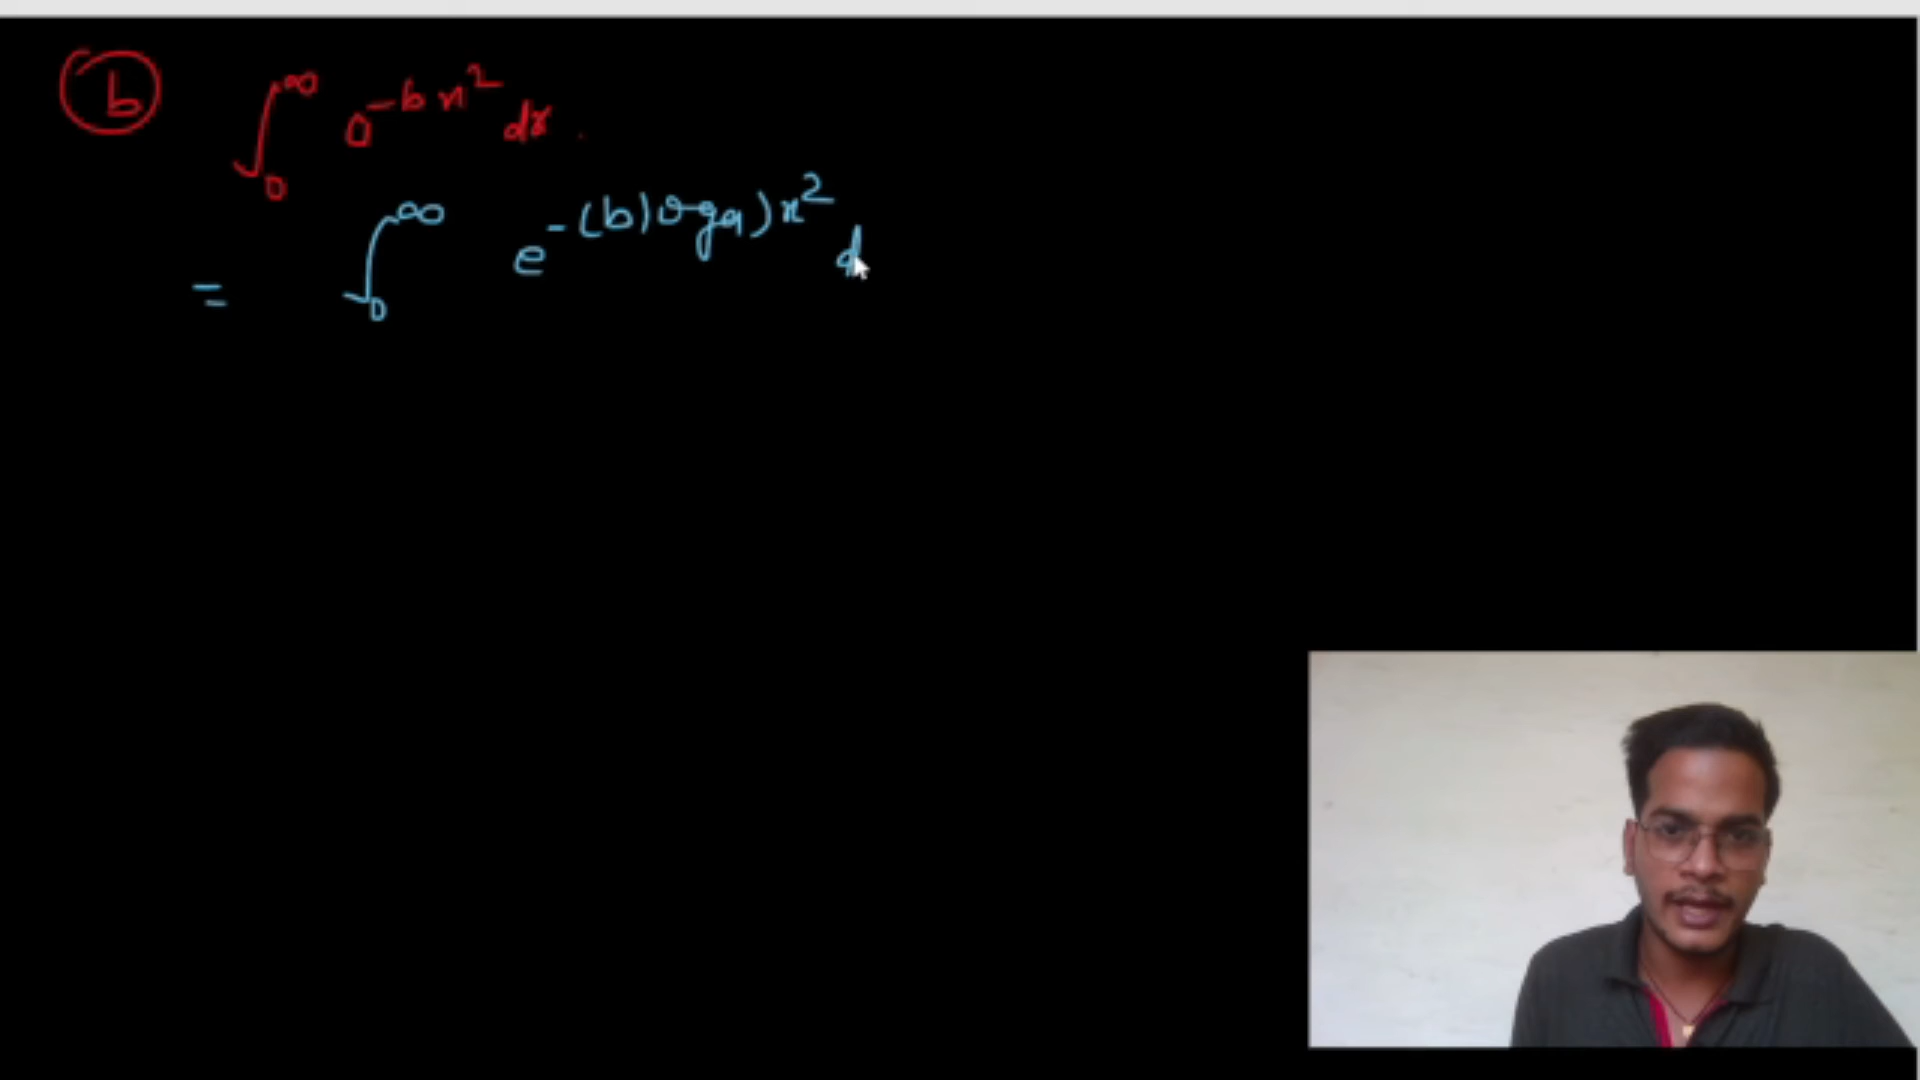 b ∫₀^∞ a^{-bx²} dx.
= ∫₀^∞ e^{-(b log a)x²} d